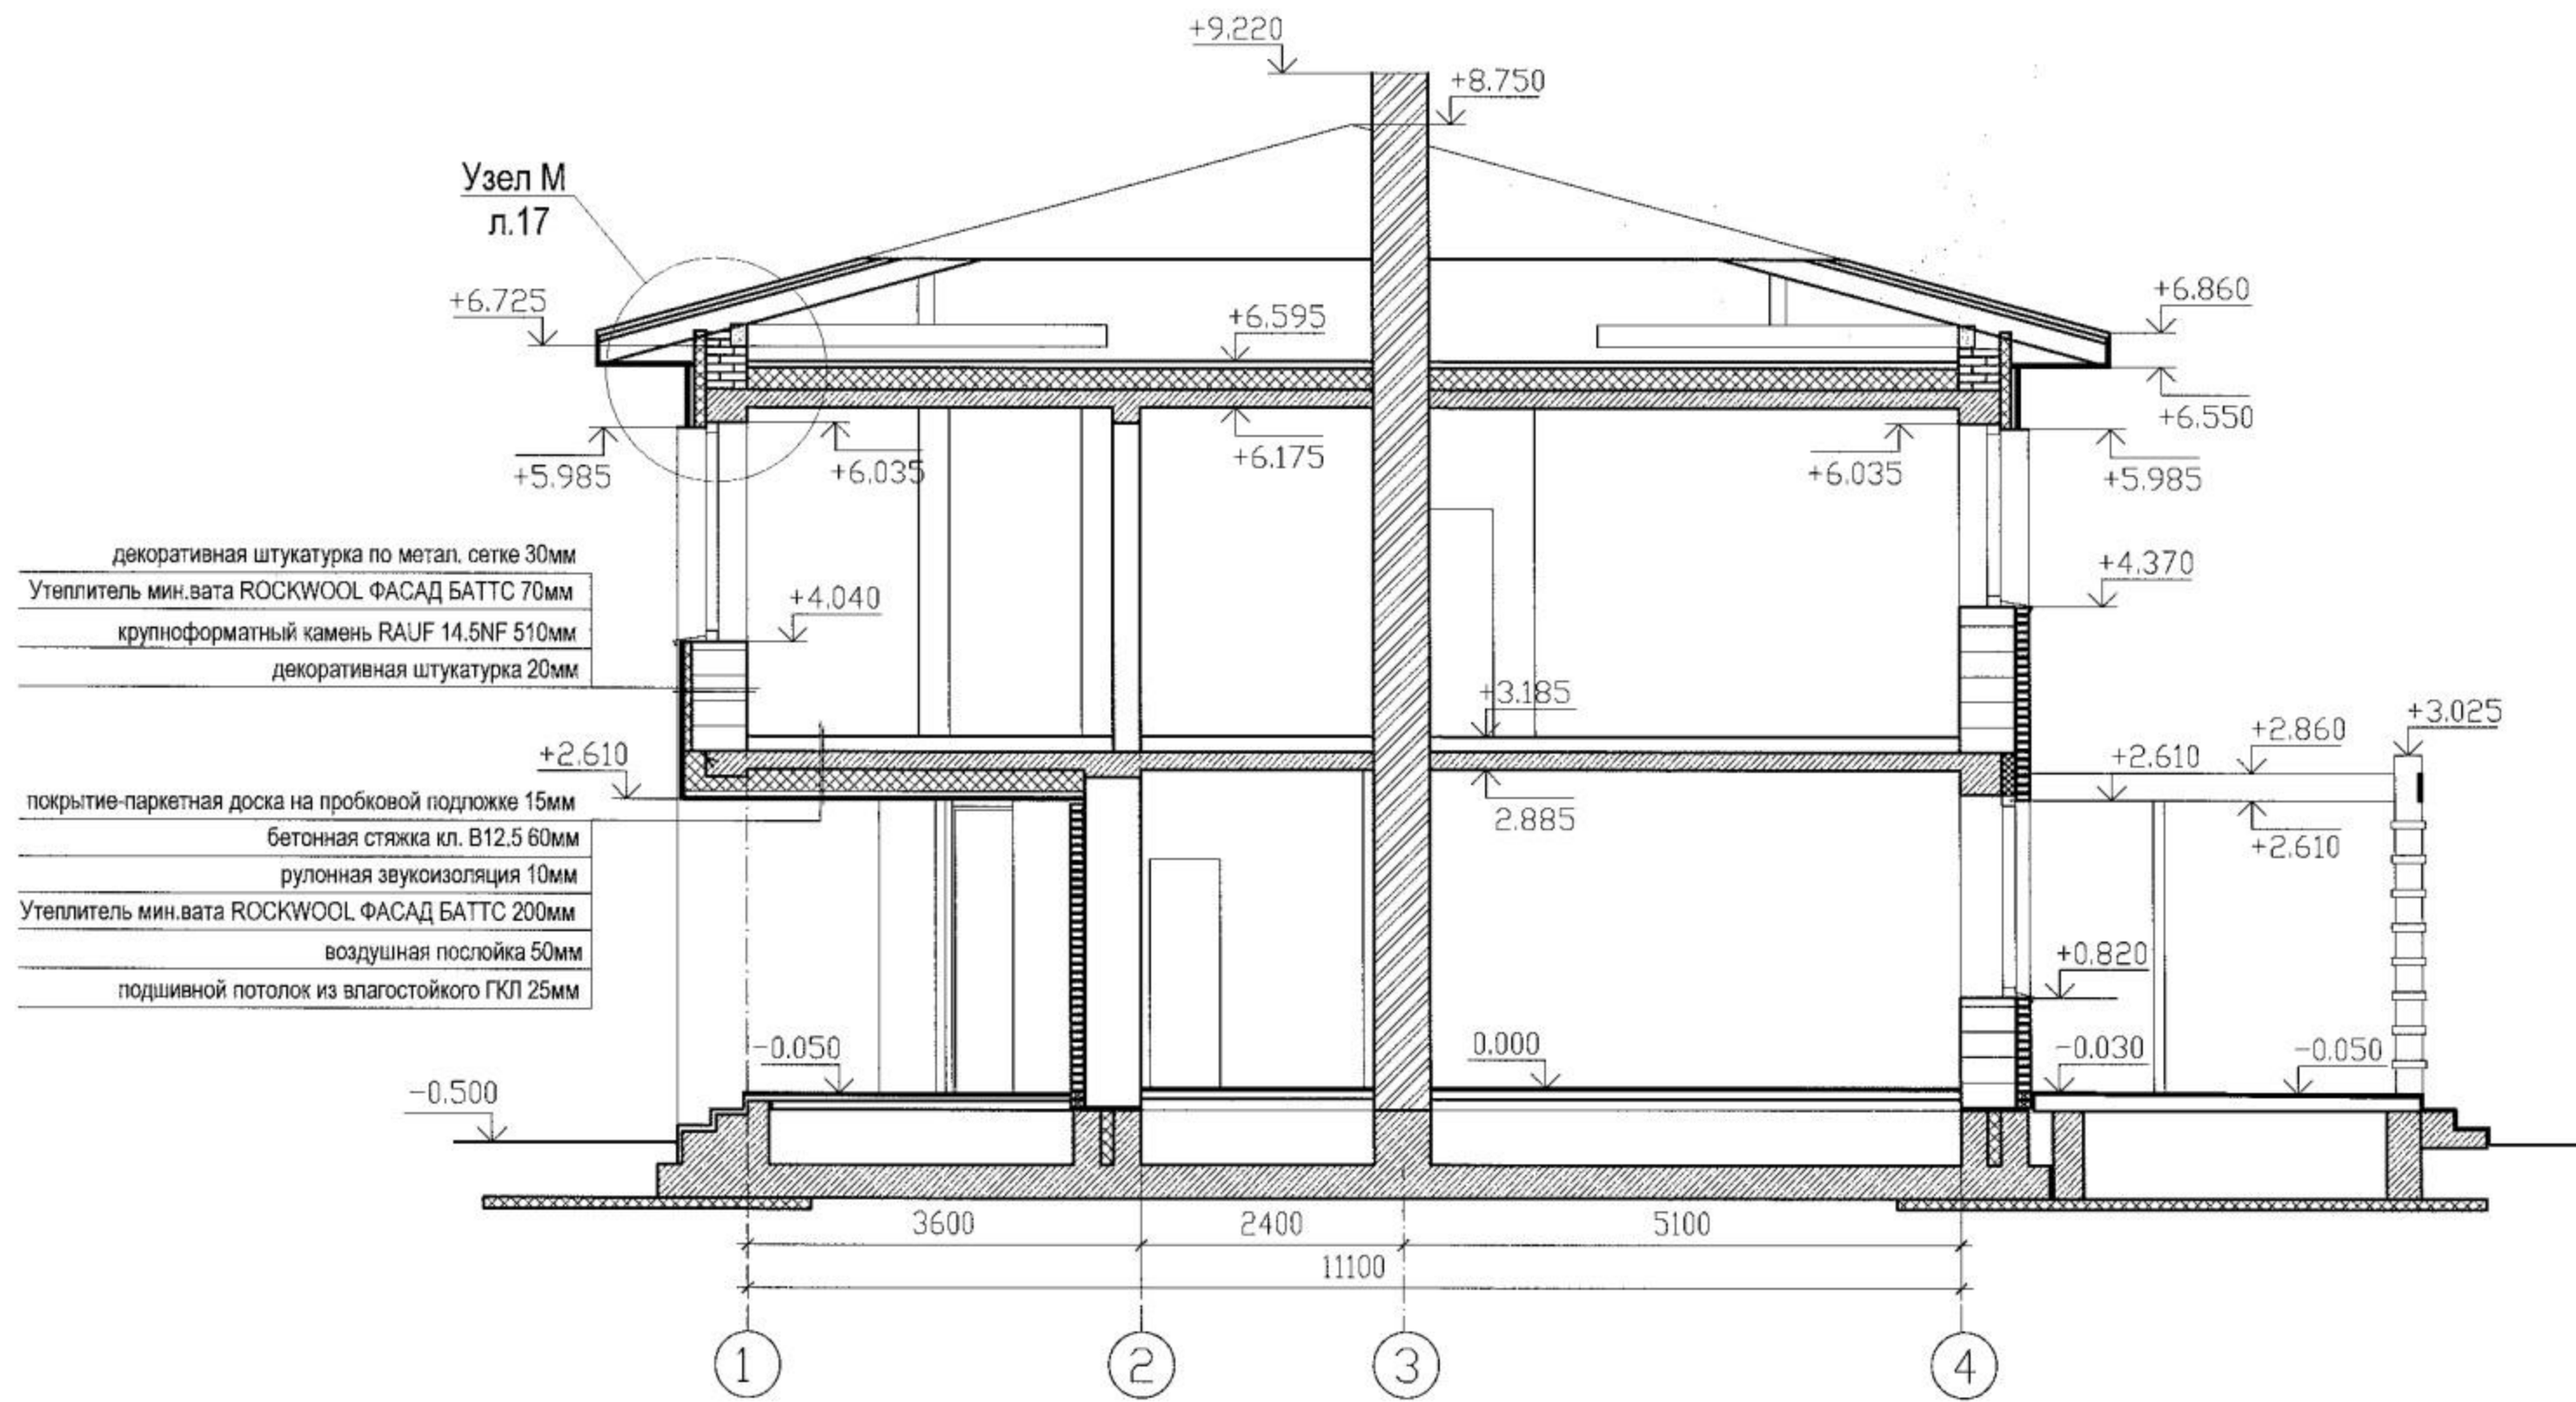 +9.220
+8.750
Узел М
л.17
+6.725
+6.595
+6.860
+6.550
+5.985
+6.035
+6.175
+6.035
+5.985
декоративная штукатурка по метал. сетке 30мм
Утеплитель мин.вата ROCKWOOL ФАСАД БАТТС 70мм
крупноформатный камень RAUF 14.5NF 510мм
декоративная штукатурка 20мм
+4.040
+4.370
+3.185
+2.610
+2.610
+2.860
+3.025
покрытие-паркетная доска на пробковой подложке 15мм
бетонная стяжка кл. В12.5 60мм
рулонная звукоизоляция 10мм
Утеплитель мин.вата ROCKWOOL ФАСАД БАТТС 200мм
воздушная послойка 50мм
подшивной потолок из влагостойкого ГКЛ 25мм
2.885
+2.610
+0.820
-0.500
-0.050
0.000
-0.030
-0.050
3600
2400
5100
11100
1
2
3
4